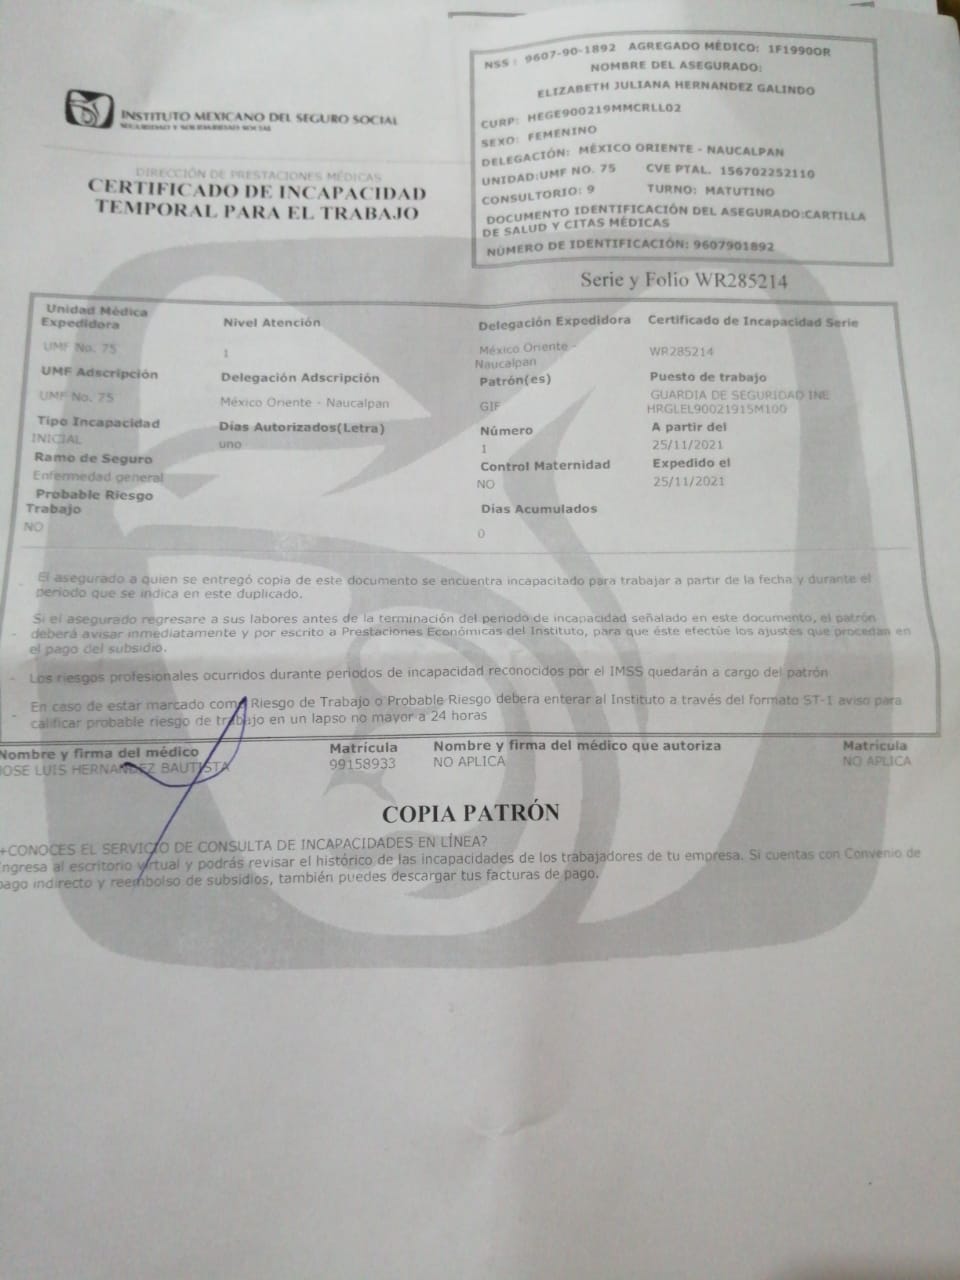 NSS : 9607-90-1892 AGREGADO MÉDICO: 1F1990OR
NOMBRE DEL ASEGURADO:
ELIZABETH JULIANA HERNANDEZ GALINDO
CURP: HEGE900219MMCRLL02
SEXO: FEMENINO
DELEGACIÓN: MÉXICO ORIENTE - NAUCALPAN
UNIDAD:UMF NO. 75 CVE PTAL. 156702252110
CONSULTORIO: 9 TURNO: MATUTINO
DOCUMENTO IDENTIFICACIÓN DEL ASEGURADO:CARTILLA
DE SALUD Y CITAS MÉDICAS
NÚMERO DE IDENTIFICACIÓN: 9607901892
INSTITUTO MEXICANO DEL SEGURO SOCIAL
SEGURIDAD Y SOLIDARIDAD SOCIAL
DIRECCIÓN DE PRESTACIONES MÉDICAS
CERTIFICADO DE INCAPACIDAD
TEMPORAL PARA EL TRABAJO
Serie y Folio WR285214
Unidad Médica Expedidora Nivel Atención Delegación Expedidora Certificado de Incapacidad Serie
UMF No. 75 1 México Oriente - Naucalpan WR285214
UMF Adscripción Delegación Adscripción Patrón(es) Puesto de trabajo
UMF No. 75 México Oriente - Naucalpan GIF GUARDIA DE SEGURIDAD INE
HRGLEL90021915M100
Tipo Incapacidad Días Autorizados(Letra) Número A partir del
INICIAL uno 1 25/11/2021
Ramo de Seguro Control Maternidad Expedido el
Enfermedad general NO 25/11/2021
Probable Riesgo
Trabajo Días Acumulados
NO 0
- El asegurado a quien se entregó copia de este documento se encuentra incapacitado para trabajar a partir de la fecha y durante el
periodo que se indica en este duplicado.
Si el asegurado regresare a sus labores antes de la terminación del periodo de incapacidad señalado en este documento, el patrón
- deberá avisar inmediatamente y por escrito a Prestaciones Económicas del Instituto, para que éste efectúe los ajustes que procedan en
el pago del subsidio.
- Los riesgos profesionales ocurridos durante periodos de incapacidad reconocidos por el IMSS quedarán a cargo del patrón
- En caso de estar marcado como Riesgo de Trabajo o Probable Riesgo debera enterar al Instituto a través del formato ST-1 aviso para
calificar probable riesgo de trabajo en un lapso no mayor a 24 horas
Nombre y firma del médico Matrícula Nombre y firma del médico que autoriza Matrícula
JOSE LUIS HERNANDEZ BAUTISTA 99158933 NO APLICA NO APLICA
COPIA PATRÓN
+CONOCES EL SERVICIO DE CONSULTA DE INCAPACIDADES EN LÍNEA?
Ingresa al escritorio virtual y podrás revisar el histórico de las incapacidades de los trabajadores de tu empresa. Si cuentas con Convenio de
pago indirecto y reembolso de subsidios, también puedes descargar tus facturas de pago.